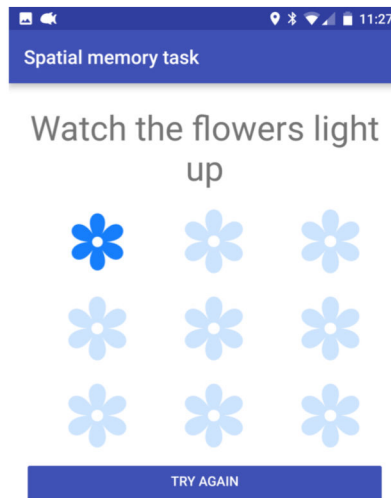 11:27
Spatial memory task
Watch the flowers light
up
TRY AGAIN